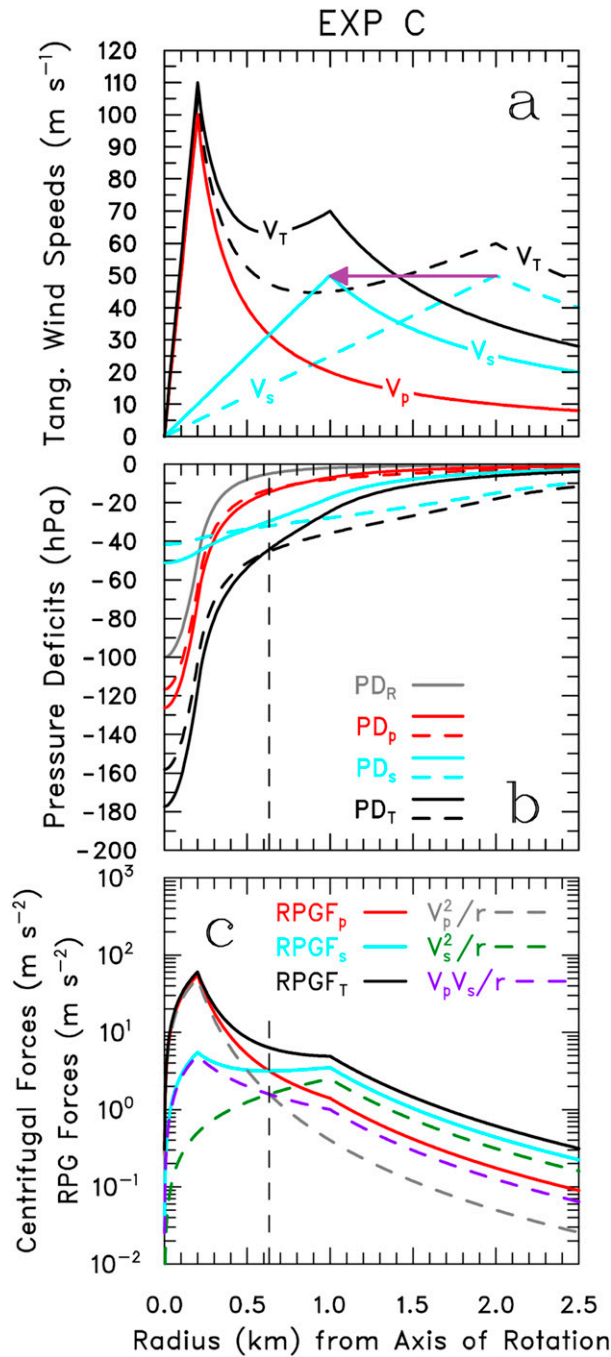 EXP C
Tang. Wind Speeds (m s⁻¹)
120
110
100
90
80
70
60
50
40
30
20
10
0
a
V_T
V_T
V_s
V_s
V_p
Pressure Deficits (hPa)
0
-20
-40
-60
-80
-100
-120
-140
-160
-180
-200
PD_R
PD_p
PD_s
PD_T
b
Centrifugal Forces (m s⁻²)
RPG Forces (m s⁻²)
10³
10²
10¹
10⁰
10⁻¹
10⁻²
c
RPGF_p V_p²/r
RPGF_s V_s²/r
RPGF_T V_pV_s/r
0.0 0.5 1.0 1.5 2.0 2.5
Radius (km) from Axis of Rotation